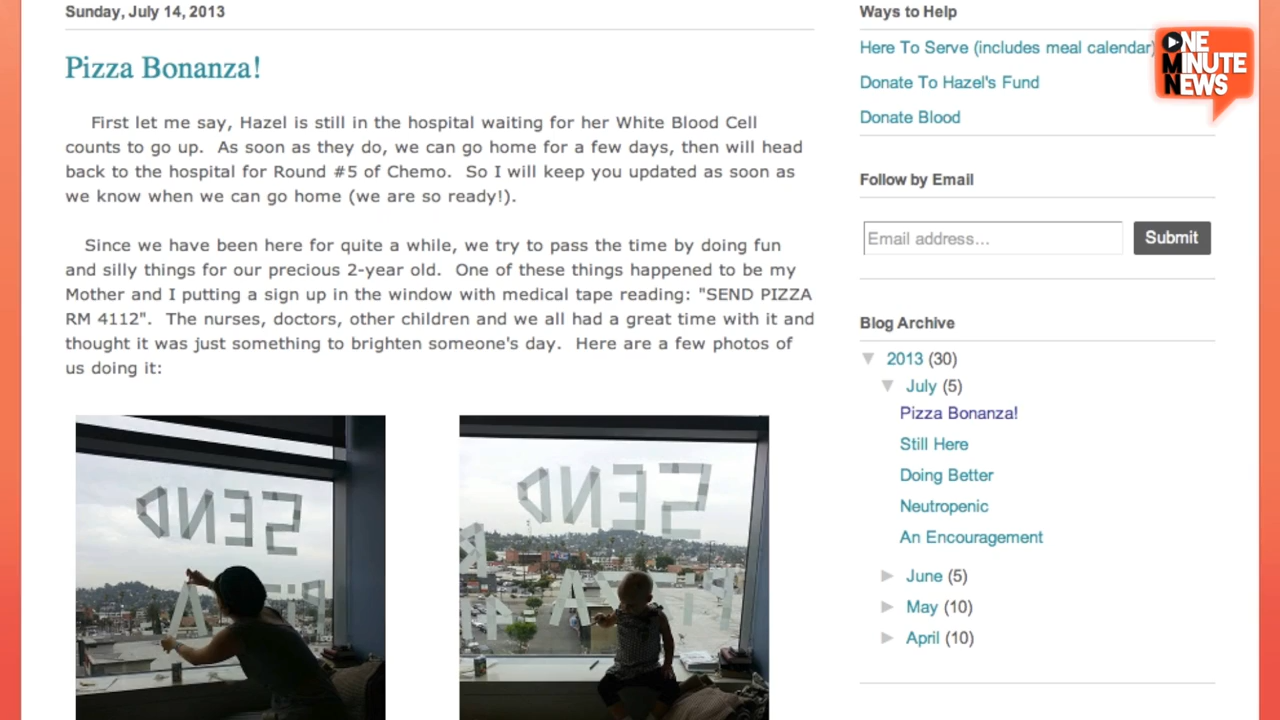 Sunday, July 14, 2013
Pizza Bonanza!
First let me say, Hazel is still in the hospital waiting for her White Blood Cell
counts to go up.  As soon as they do, we can go home for a few days, then will head
back to the hospital for Round #5 of Chemo.  So I will keep you updated as soon as
we know when we can go home (we are so ready!).
Since we have been here for quite a while, we try to pass the time by doing fun
and silly things for our precious 2-year old.  One of these things happened to be my
Mother and I putting a sign up in the window with medical tape reading: "SEND PIZZA
RM 4112".  The nurses, doctors, other children and we all had a great time with it and
thought it was just something to brighten someone's day.  Here are a few photos of
us doing it:
SEND
SEND
Ways to Help
Here To Serve (includes meal calendar)
Donate To Hazel's Fund
Donate Blood
Follow by Email
Email address...
Submit
Blog Archive
2013 (30)
July (5)
Pizza Bonanza!
Still Here
Doing Better
Neutropenic
An Encouragement
June (5)
May (10)
April (10)
ONE
MINUTE
NEWS